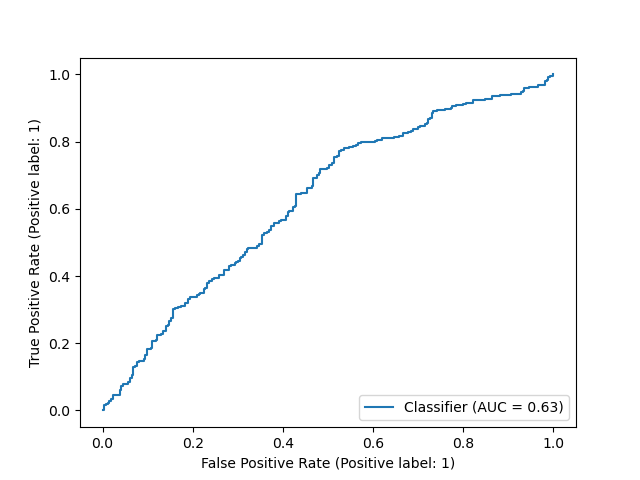 1.0
0.8
0.6
0.4
0.2
0.0
True Positive Rate (Positive label: 1)
Classifier (AUC = 0.63)
0.0 0.2 0.4 0.6 0.8 1.0
False Positive Rate (Positive label: 1)